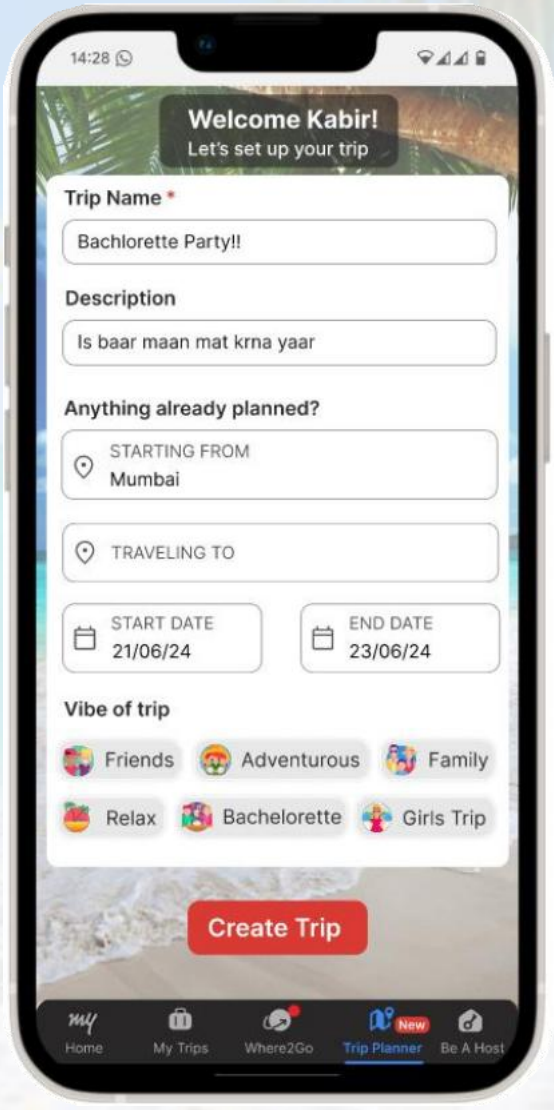 14:28
Welcome Kabir!
Let's set up your trip
Trip Name *
Bachlorette Party!!
Description
Is baar maan mat krna yaar
Anything already planned?
STARTING FROM
Mumbai
TRAVELING TO
START DATE
21/06/24
END DATE
23/06/24
Vibe of trip
Friends
Adventurous
Family
Relax
Bachelorette
Girls Trip
Create Trip
my
Home
My Trips
Where2Go
New
Trip Planner
Be A Host